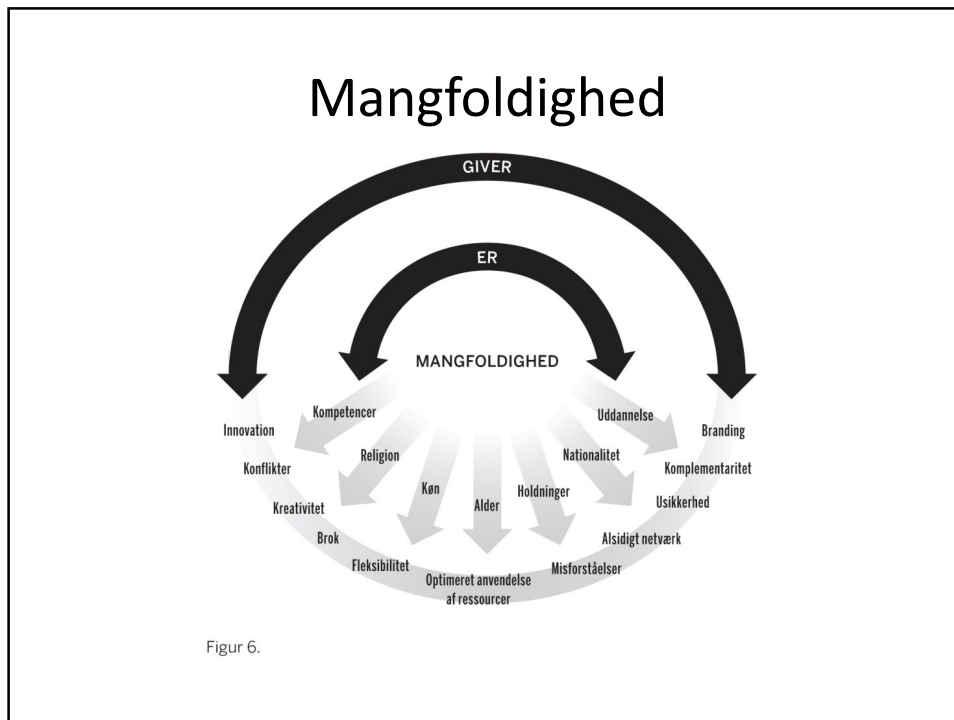 Mangfoldighed
GIVER
ER
MANGFOLDIGHED
Kompetencer
Religion
Køn
Alder
Holdninger
Nationalitet
Uddannelse
Innovation
Konflikter
Kreativitet
Brok
Fleksibilitet
Optimeret anvendelse
af ressourcer
Misforståelser
Alsidigt netværk
Usikkerhed
Komplementaritet
Branding
Figur 6.